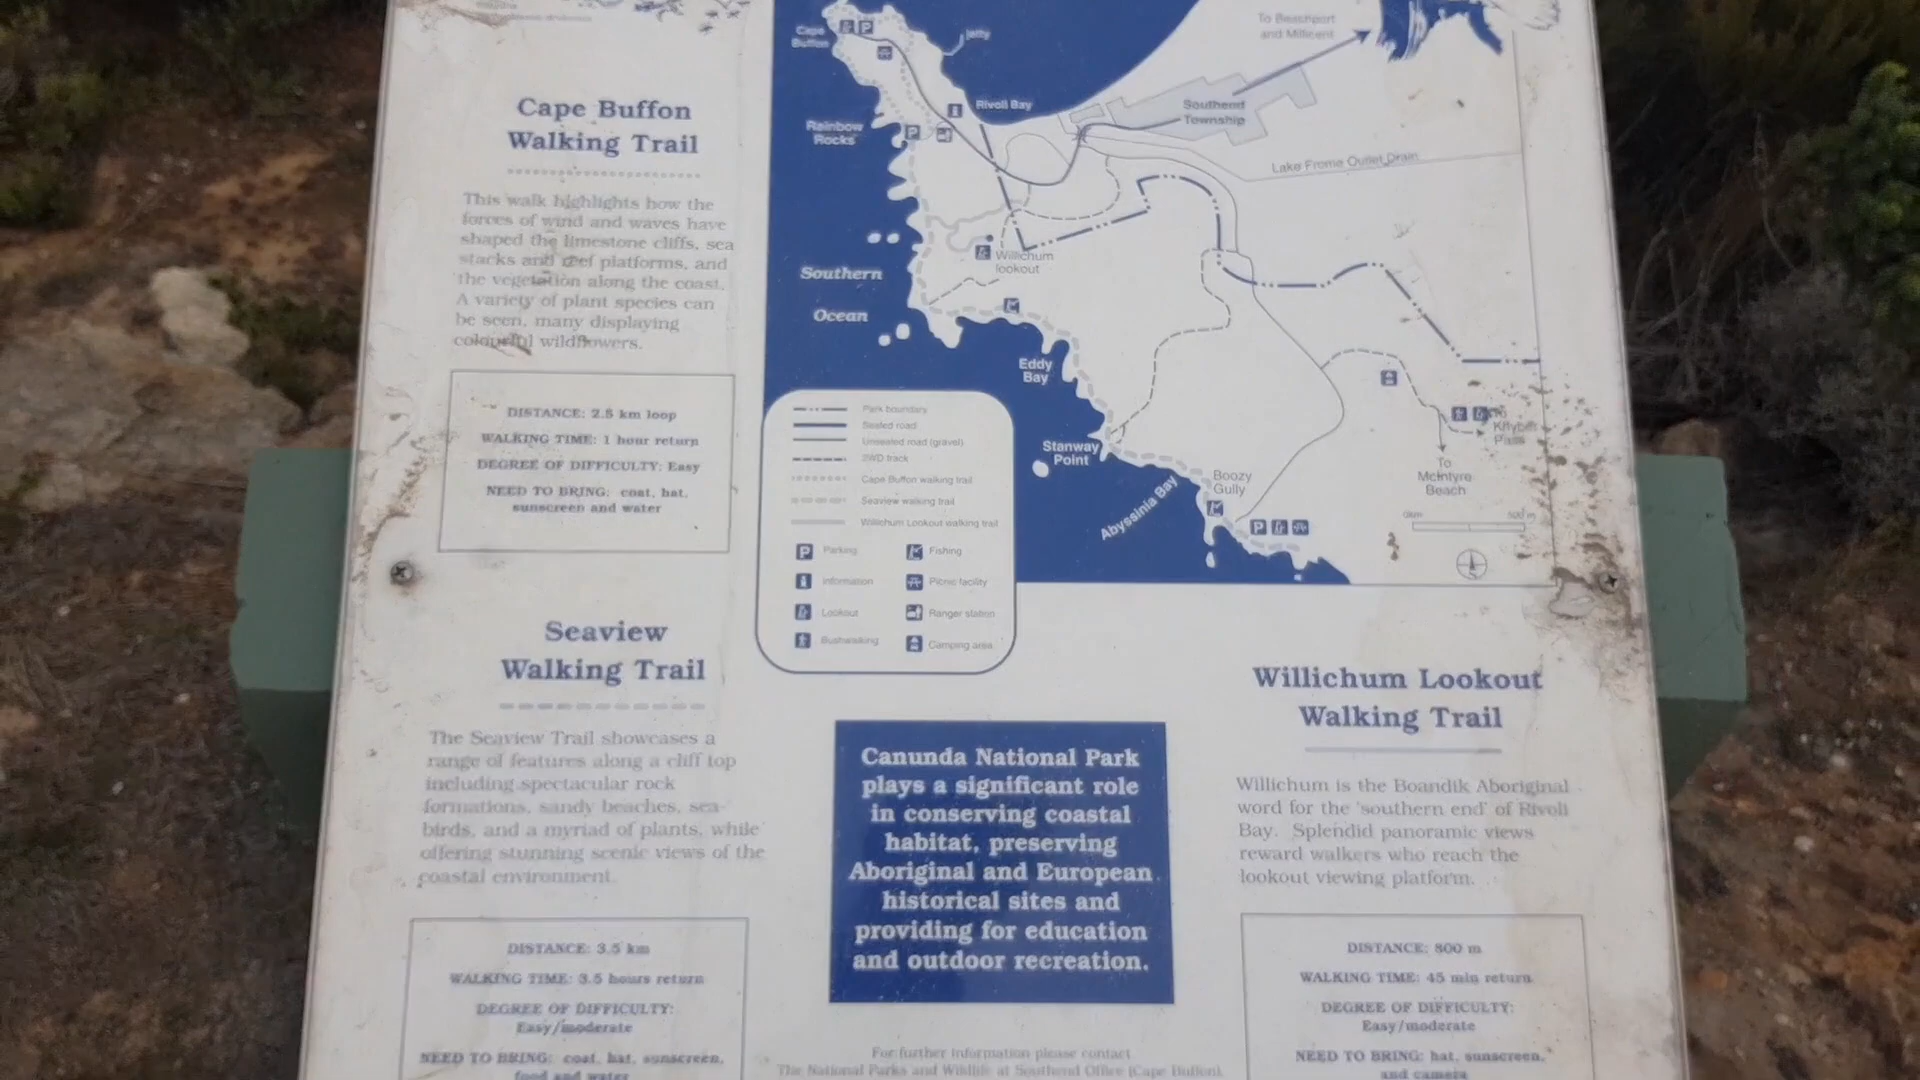 Cape Buffon
Walking Trail
This walk highlights how the
forces of wind and waves have
shaped the limestone cliffs, sea
stacks and reef platforms, and
the vegetation along the coast.
A variety of plant species can
be seen, many displaying
colourful wildflowers.
DISTANCE: 2.5 km loop
WALKING TIME: 1 hour return
DEGREE OF DIFFICULTY: Easy
NEED TO BRING: coat, hat,
sunscreen and water
Seaview
Walking Trail
The Seaview Trail showcases a
range of features along a cliff top
including spectacular rock
formations, sandy beaches, sea-
birds, and a myriad of plants, while
offering stunning scenic views of the
coastal environment.
DISTANCE: 3.5 km
WALKING TIME: 3.5 hours return
DEGREE OF DIFFICULTY:
Easy/moderate
NEED TO BRING: coat, hat, sunscreen,
food and water
Cape
Buffon
Jetty
Rivoli Bay
Rainbow
Rocks
To Beachport
and Millicent
Southend
Township
Lake Frome Outlet Drain
Willichum
lookout
Southern
Ocean
Eddy
Bay
Stanway
Point
Abyssinia Bay
Boozy
Gully
To
McIntyre
Beach
0km
500 m
Park boundary
Sealed road
Unsealed road (gravel)
2WD track
Cape Buffon walking trail
Seaview walking trail
Willichum Lookout walking trail
P Parking
Fishing
Information
Picnic facility
Lookout
Ranger station
Bushwalking
Camping area
Canunda National Park
plays a significant role
in conserving coastal
habitat, preserving
Aboriginal and European
historical sites and
providing for education
and outdoor recreation.
For further information please contact
The National Parks and Wildlife at Southend Office (Cape Buffon),
Willichum Lookout
Walking Trail
Willichum is the Boandik Aboriginal
word for the 'southern end' of Rivoli
Bay. Splendid panoramic views
reward walkers who reach the
lookout viewing platform.
DISTANCE: 800 m
WALKING TIME: 45 min return
DEGREE OF DIFFICULTY:
Easy/moderate
NEED TO BRING: hat, sunscreen,
and camera